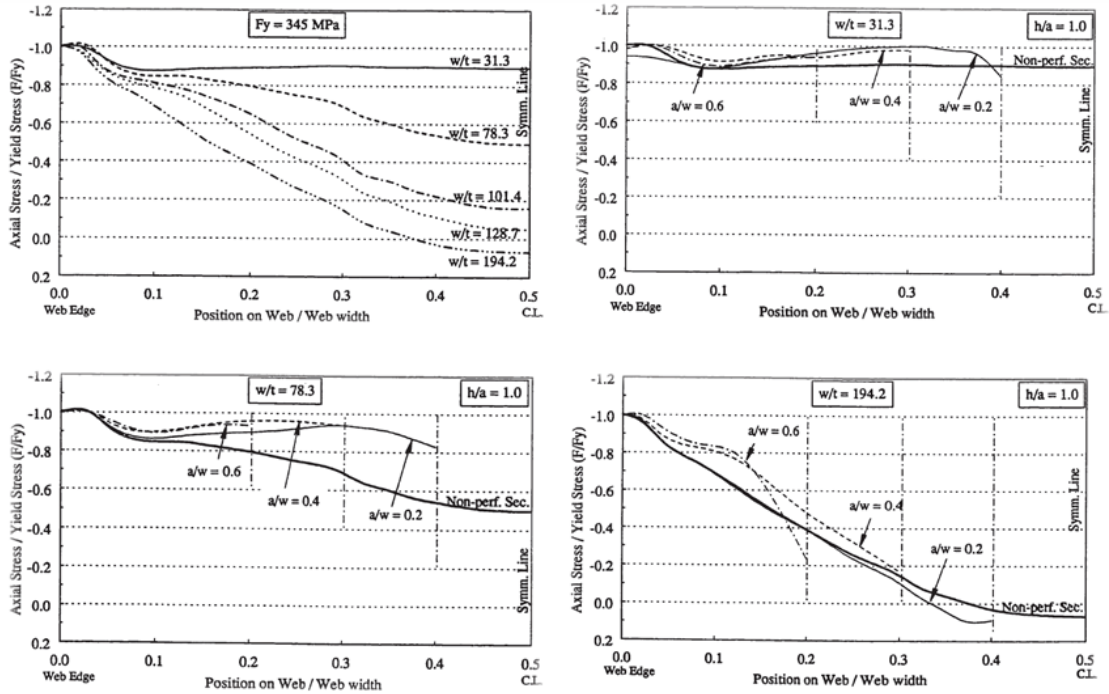 -1.2
Fy = 345 MPa
-1.0
w/t = 31.3
-0.8
-0.6
w/t = 78.3
-0.4
-0.2
w/t = 101.4
0.0
w/t = 128.7
w/t = 194.2
0.2
Axial Stress / Yield Stress (F/Fy)
Symm. Line
0.0 0.1 0.2 0.3 0.4 0.5
Web Edge Position on Web / Web width C.L.
-1.2
w/t = 31.3 h/a = 1.0
-1.0
Non-perf. Sec.
-0.8
a/w = 0.6 a/w = 0.4 a/w = 0.2
-0.6
-0.4
-0.2
0.0
0.2
Axial Stress / Yield Stress (F/Fy)
Symm. Line
0.0 0.1 0.2 0.3 0.4 0.5
Web Edge Position on Web / Web width C.L.
-1.2
w/t = 78.3 h/a = 1.0
-1.0
-0.8
a/w = 0.6
a/w = 0.4
-0.6
a/w = 0.2
Non-perf. Sec.
-0.4
-0.2
0.0
0.2
Axial Stress / Yield Stress (F/Fy)
Symm. Line
0.0 0.1 0.2 0.3 0.4 0.5
Web Edge Position on Web / Web width C.L.
-1.2
w/t = 194.2 h/a = 1.0
-1.0
a/w = 0.6
-0.8
-0.6
a/w = 0.4
-0.4
a/w = 0.2
-0.2
0.0
Non-perf. Sec.
0.2
Axial Stress / Yield Stress (F/Fy)
Symm. Line
0.0 0.1 0.2 0.3 0.4 0.5
Web Edge Position on Web / Web width C.L.